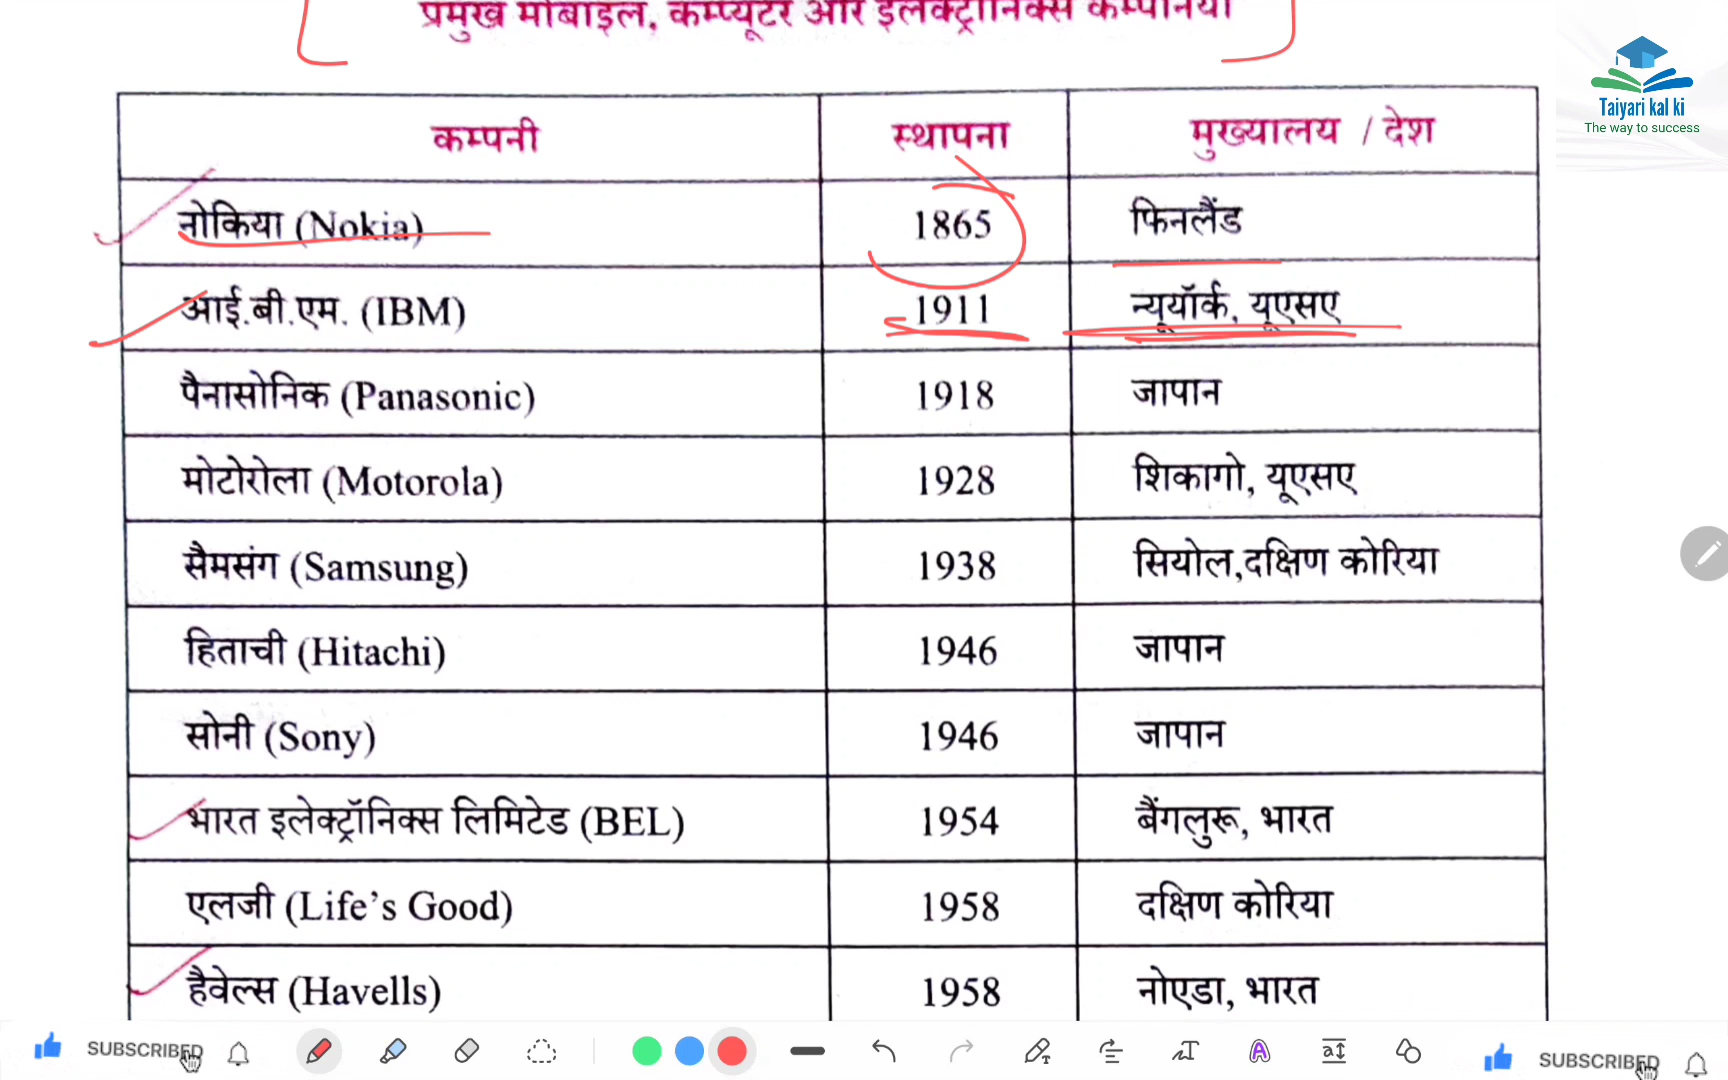 प्रमुख मोबाइल, कम्प्यूटर और इलेक्ट्रॉनिक्स कम्पनियाँ
Taiyari kal ki
The way to success
कम्पनी स्थापना मुख्यालय / देश
नोकिया (Nokia) 1865 फिनलैंड
आई.बी.एम. (IBM) 1911 न्यूयॉर्क, यूएसए
पैनासोनिक (Panasonic) 1918 जापान
मोटोरोला (Motorola) 1928 शिकागो, यूएसए
सैमसंग (Samsung) 1938 सियोल,दक्षिण कोरिया
हिताची (Hitachi) 1946 जापान
सोनी (Sony) 1946 जापान
भारत इलेक्ट्रॉनिक्स लिमिटेड (BEL) 1954 बैंगलुरू, भारत
एलजी (Life’s Good) 1958 दक्षिण कोरिया
हैवेल्स (Havells) 1958 नोएडा, भारत
SUBSCRIBED SUBSCRIBED